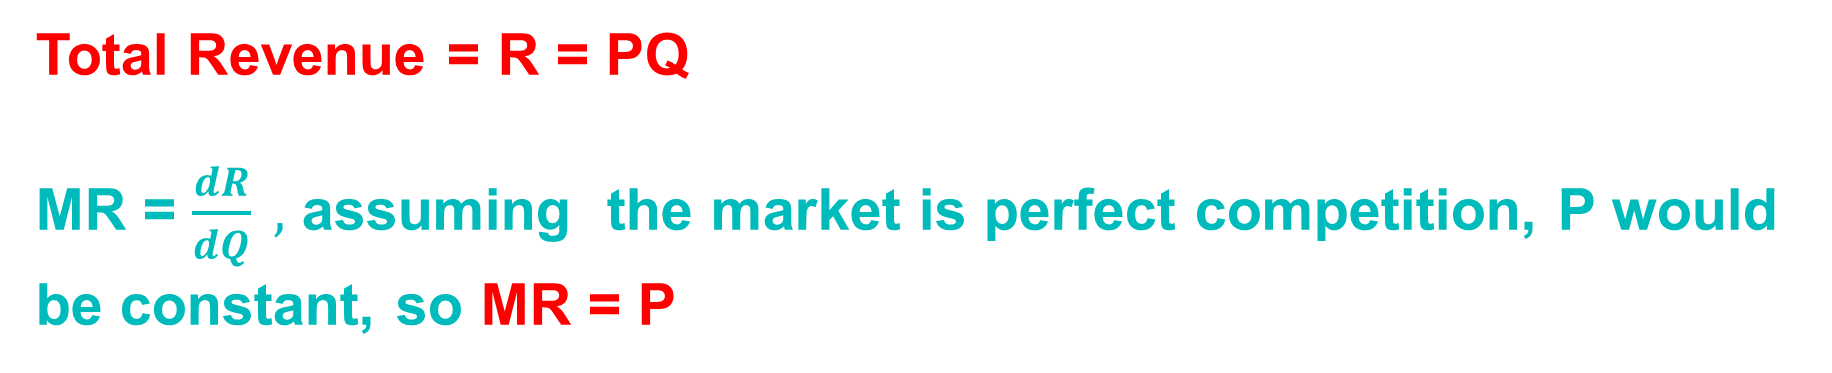 Total Revenue = R = PQ
MR = dR/dQ , assuming  the market is perfect competition, P would
be constant, so MR = P